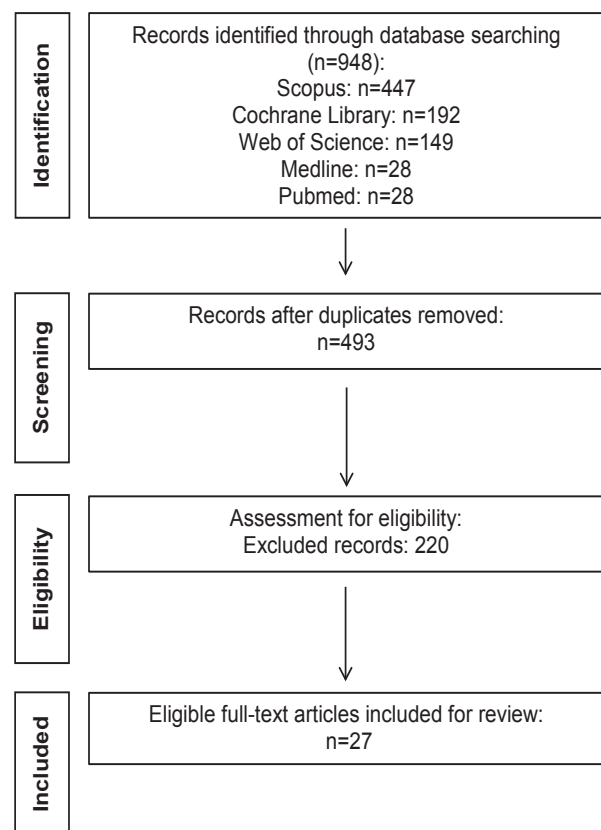 Identification
Records identified through database searching
(n=948):
Scopus: n=447
Cochrane Library: n=192
Web of Science: n=149
Medline: n=28
Pubmed: n=28
Screening
Records after duplicates removed:
n=493
Eligibility
Assessment for eligibility:
Excluded records: 220
Included
Eligible full-text articles included for review:
n=27